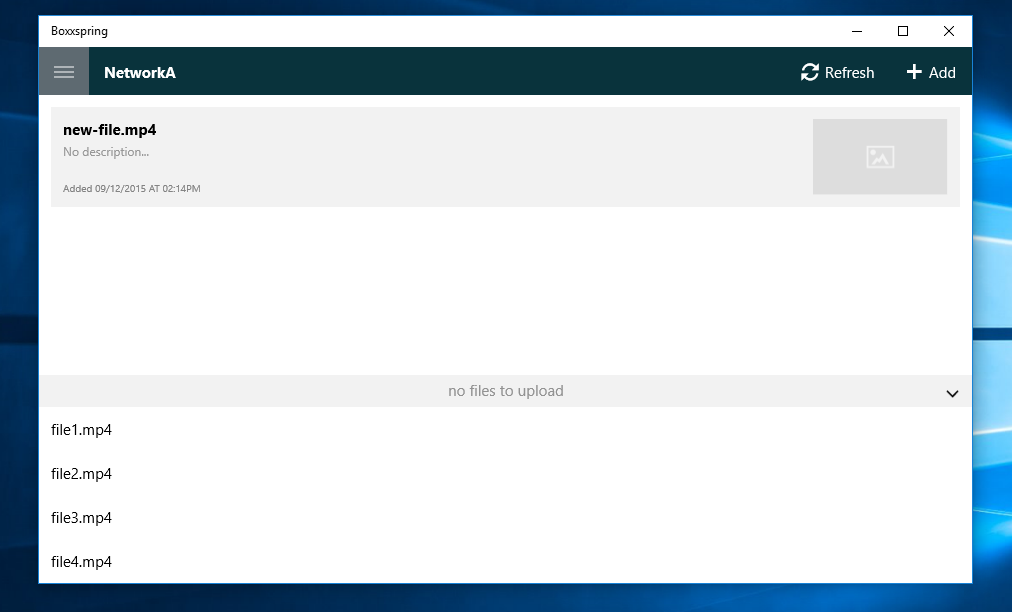 Boxxspring
NetworkA
Refresh
Add
new-file.mp4
No description...
Added 09/12/2015 AT 02:14PM
no files to upload
file1.mp4
file2.mp4
file3.mp4
file4.mp4